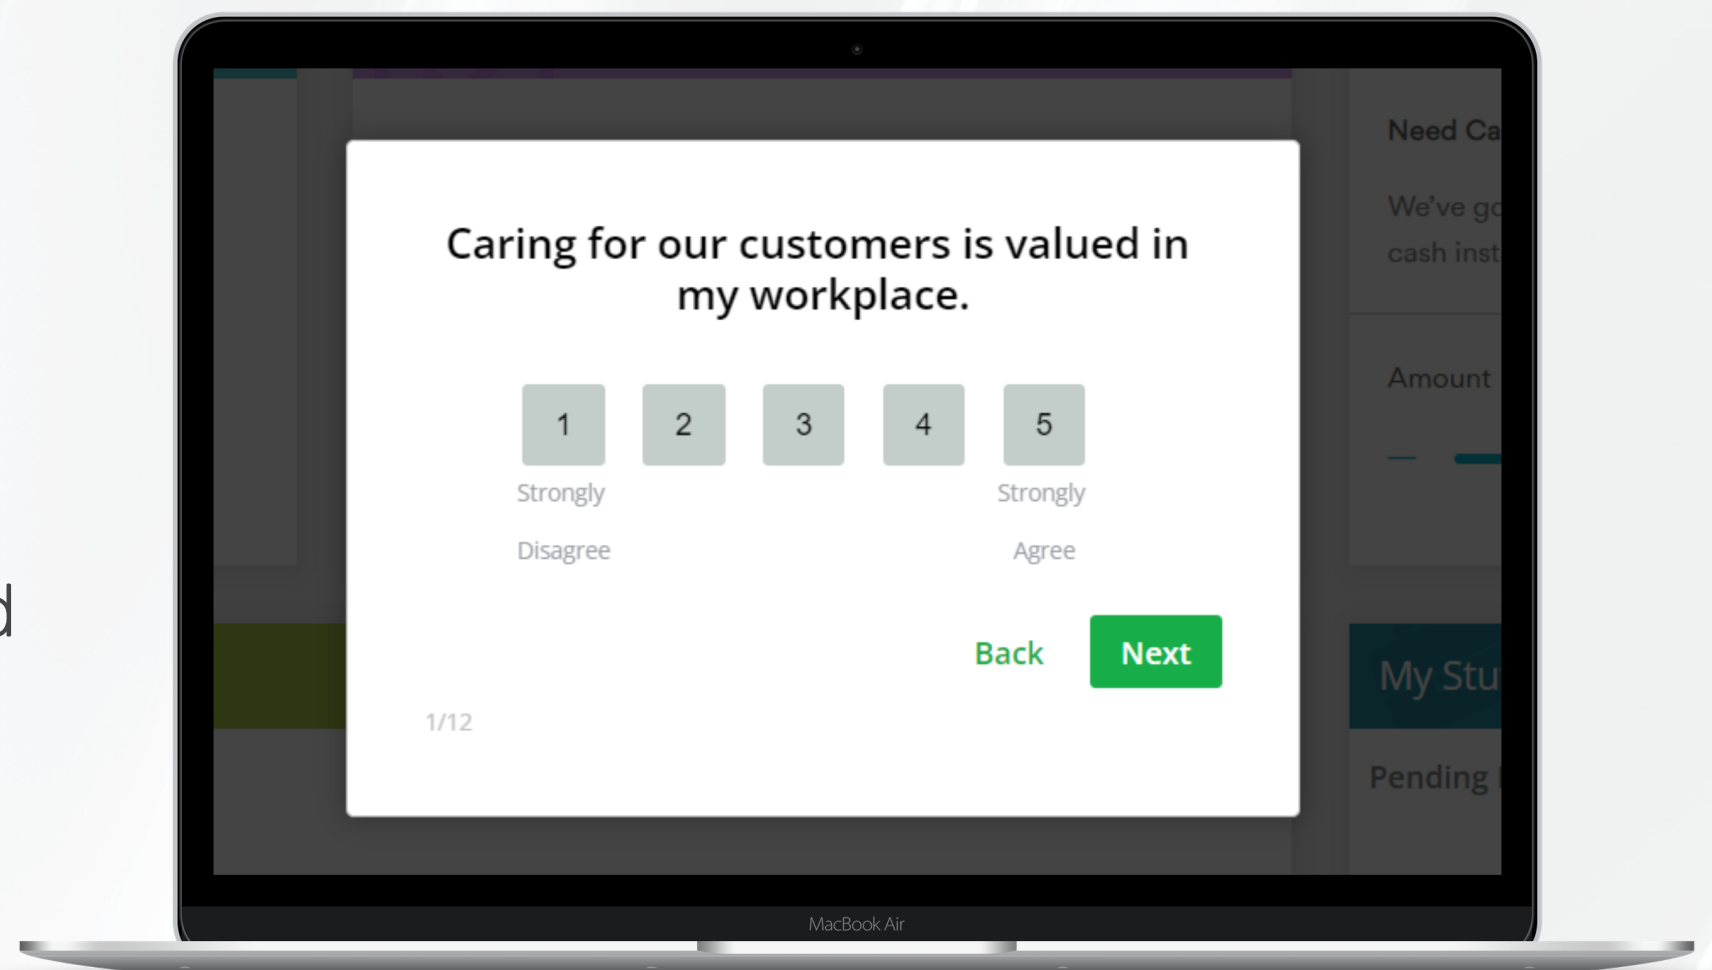 Need Ca
We've go
cash inst
Caring for our customers is valued in
my workplace.
Amount
1 2 3 4 5
Strongly Strongly
Disagree Agree
d
Back Next
My Stu
1/12
Pending
MacBook Air